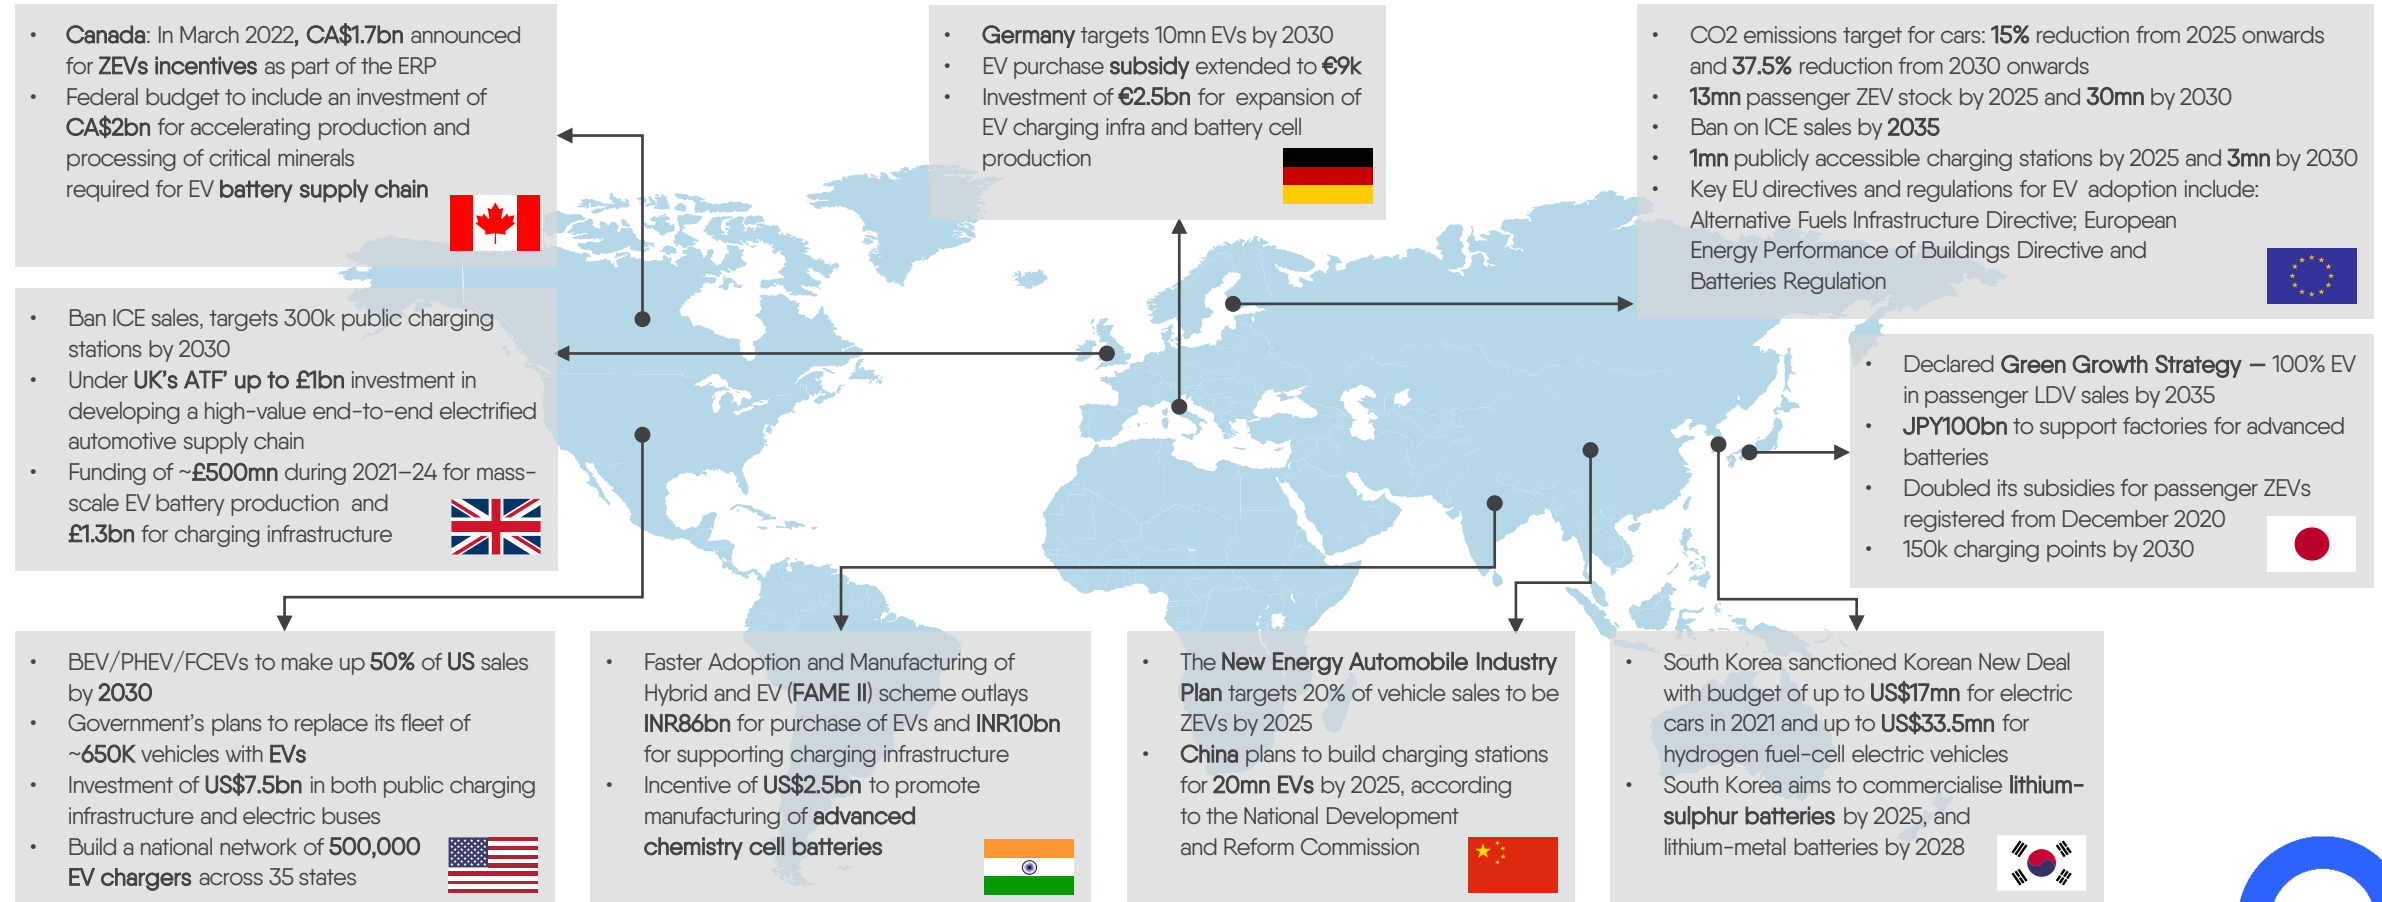 • Canada: In March 2022, CA$1.7bn announced
for ZEVs incentives as part of the ERP
• Federal budget to include an investment of
CA$2bn for accelerating production and
processing of critical minerals
required for EV battery supply chain
• Germany targets 10mn EVs by 2030
• EV purchase subsidy extended to €9k
• Investment of €2.5bn for expansion of
EV charging infra and battery cell
production
• CO2 emissions target for cars: 15% reduction from 2025 onwards
and 37.5% reduction from 2030 onwards
• 13mn passenger ZEV stock by 2025 and 30mn by 2030
• Ban on ICE sales by 2035
• 1mn publicly accessible charging stations by 2025 and 3mn by 2030
• Key EU directives and regulations for EV adoption include:
Alternative Fuels Infrastructure Directive; European
Energy Performance of Buildings Directive and
Batteries Regulation
• Ban ICE sales, targets 300k public charging
stations by 2030
• Under UK's ATF' up to £1bn investment in
developing a high-value end-to-end electrified
automotive supply chain
• Funding of ~£500mn during 2021–24 for mass-
scale EV battery production and
£1.3bn for charging infrastructure
• Declared Green Growth Strategy – 100% EV
in passenger LDV sales by 2035
• JPY100bn to support factories for advanced
batteries
• Doubled its subsidies for passenger ZEVs
registered from December 2020
• 150k charging points by 2030
• BEV/PHEV/FCEVs to make up 50% of US sales
by 2030
• Government's plans to replace its fleet of
~650K vehicles with EVs
• Investment of US$7.5bn in both public charging
infrastructure and electric buses
• Build a national network of 500,000
EV chargers across 35 states
• Faster Adoption and Manufacturing of
Hybrid and EV (FAME II) scheme outlays
INR86bn for purchase of EVs and INR10bn
for supporting charging infrastructure
• Incentive of US$2.5bn to promote
manufacturing of advanced
chemistry cell batteries
• The New Energy Automobile Industry
Plan targets 20% of vehicle sales to be
ZEVs by 2025
• China plans to build charging stations
for 20mn EVs by 2025, according
to the National Development
and Reform Commission
• South Korea sanctioned Korean New Deal
with budget of up to US$17mn for electric
cars in 2021 and up to US$33.5mn for
hydrogen fuel-cell electric vehicles
• South Korea aims to commercialise lithium-
sulphur batteries by 2025, and
lithium-metal batteries by 2028